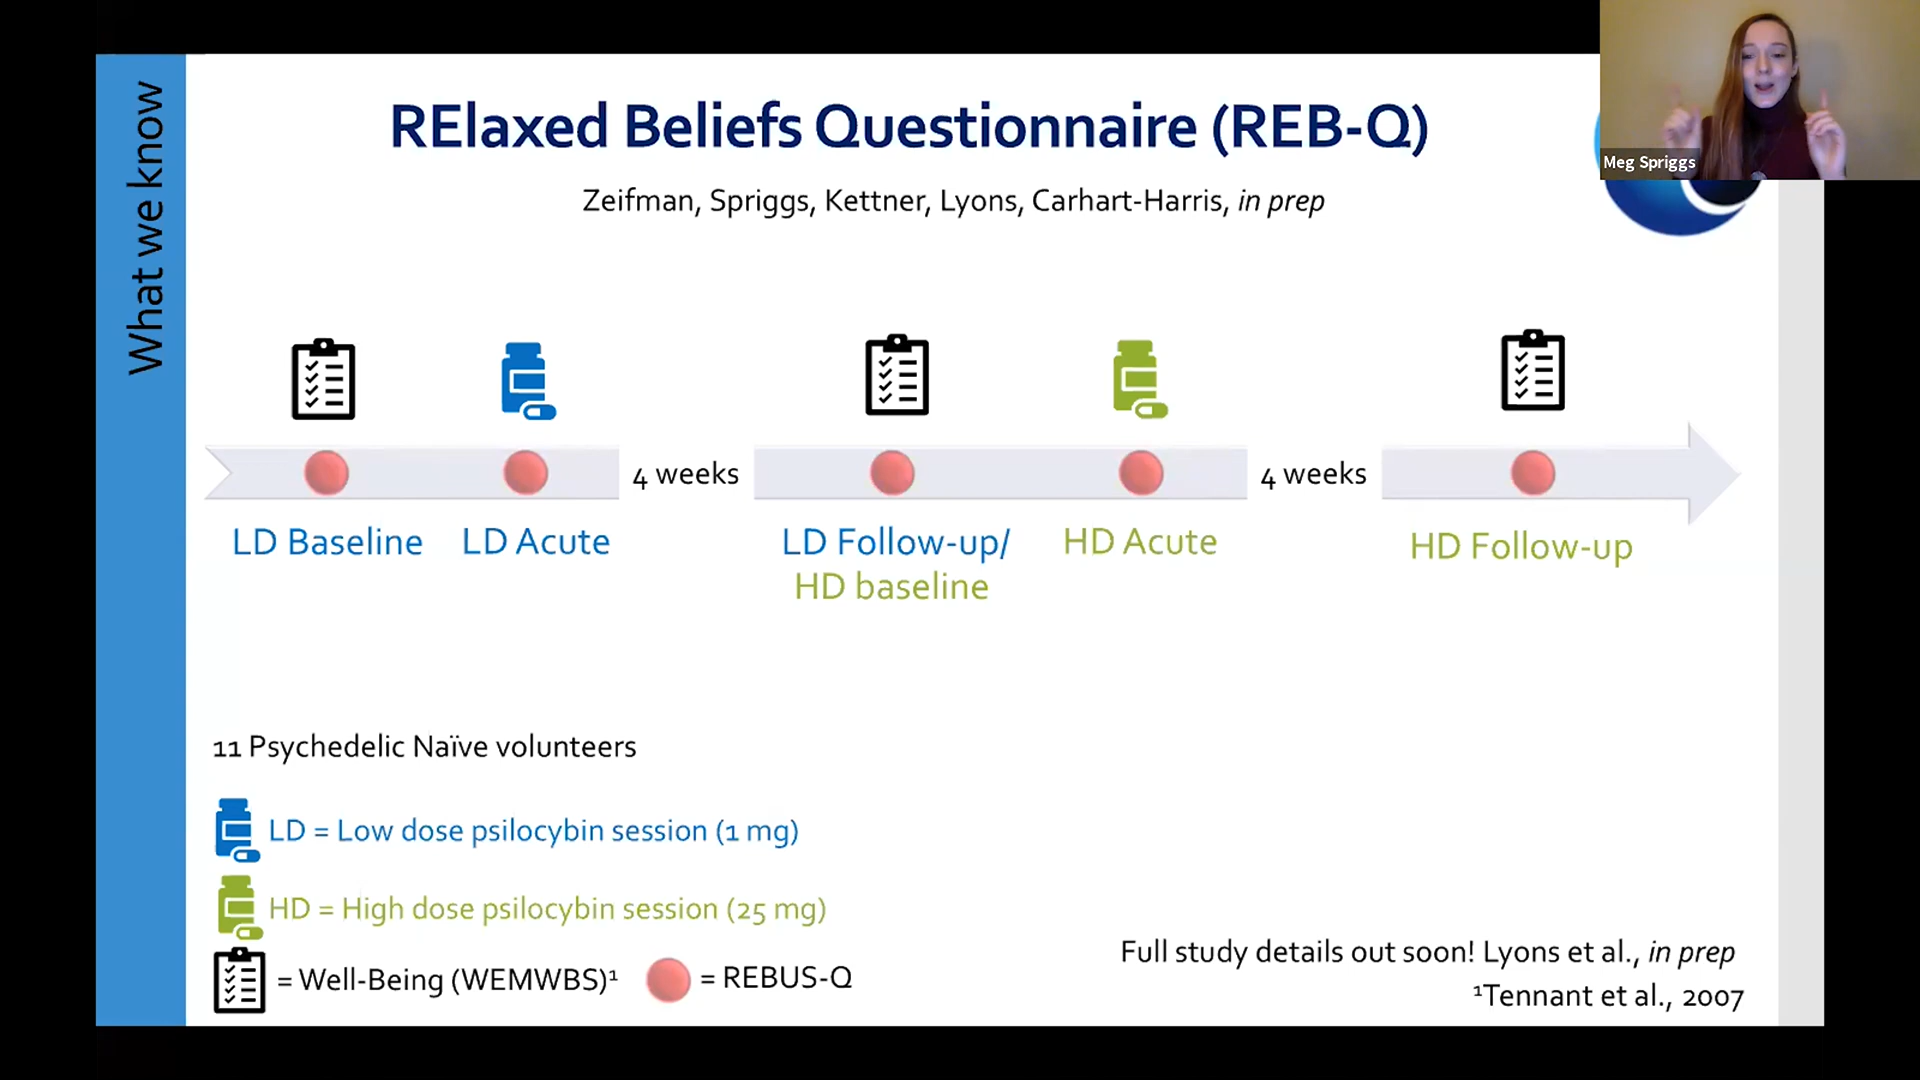 What we know
RElaxed Beliefs Questionnaire (REB-Q)
Zeifman, Spriggs, Kettner, Lyons, Carhart-Harris, in prep
Meg Spriggs
4 weeks
4 weeks
LD Baseline
LD Acute
LD Follow-up/
HD baseline
HD Acute
HD Follow-up
11 Psychedelic Naïve volunteers
LD = Low dose psilocybin session (1 mg)
HD = High dose psilocybin session (25 mg)
= Well-Being (WEMWBS)¹
= REBUS-Q
Full study details out soon! Lyons et al., in prep
¹Tennant et al., 2007